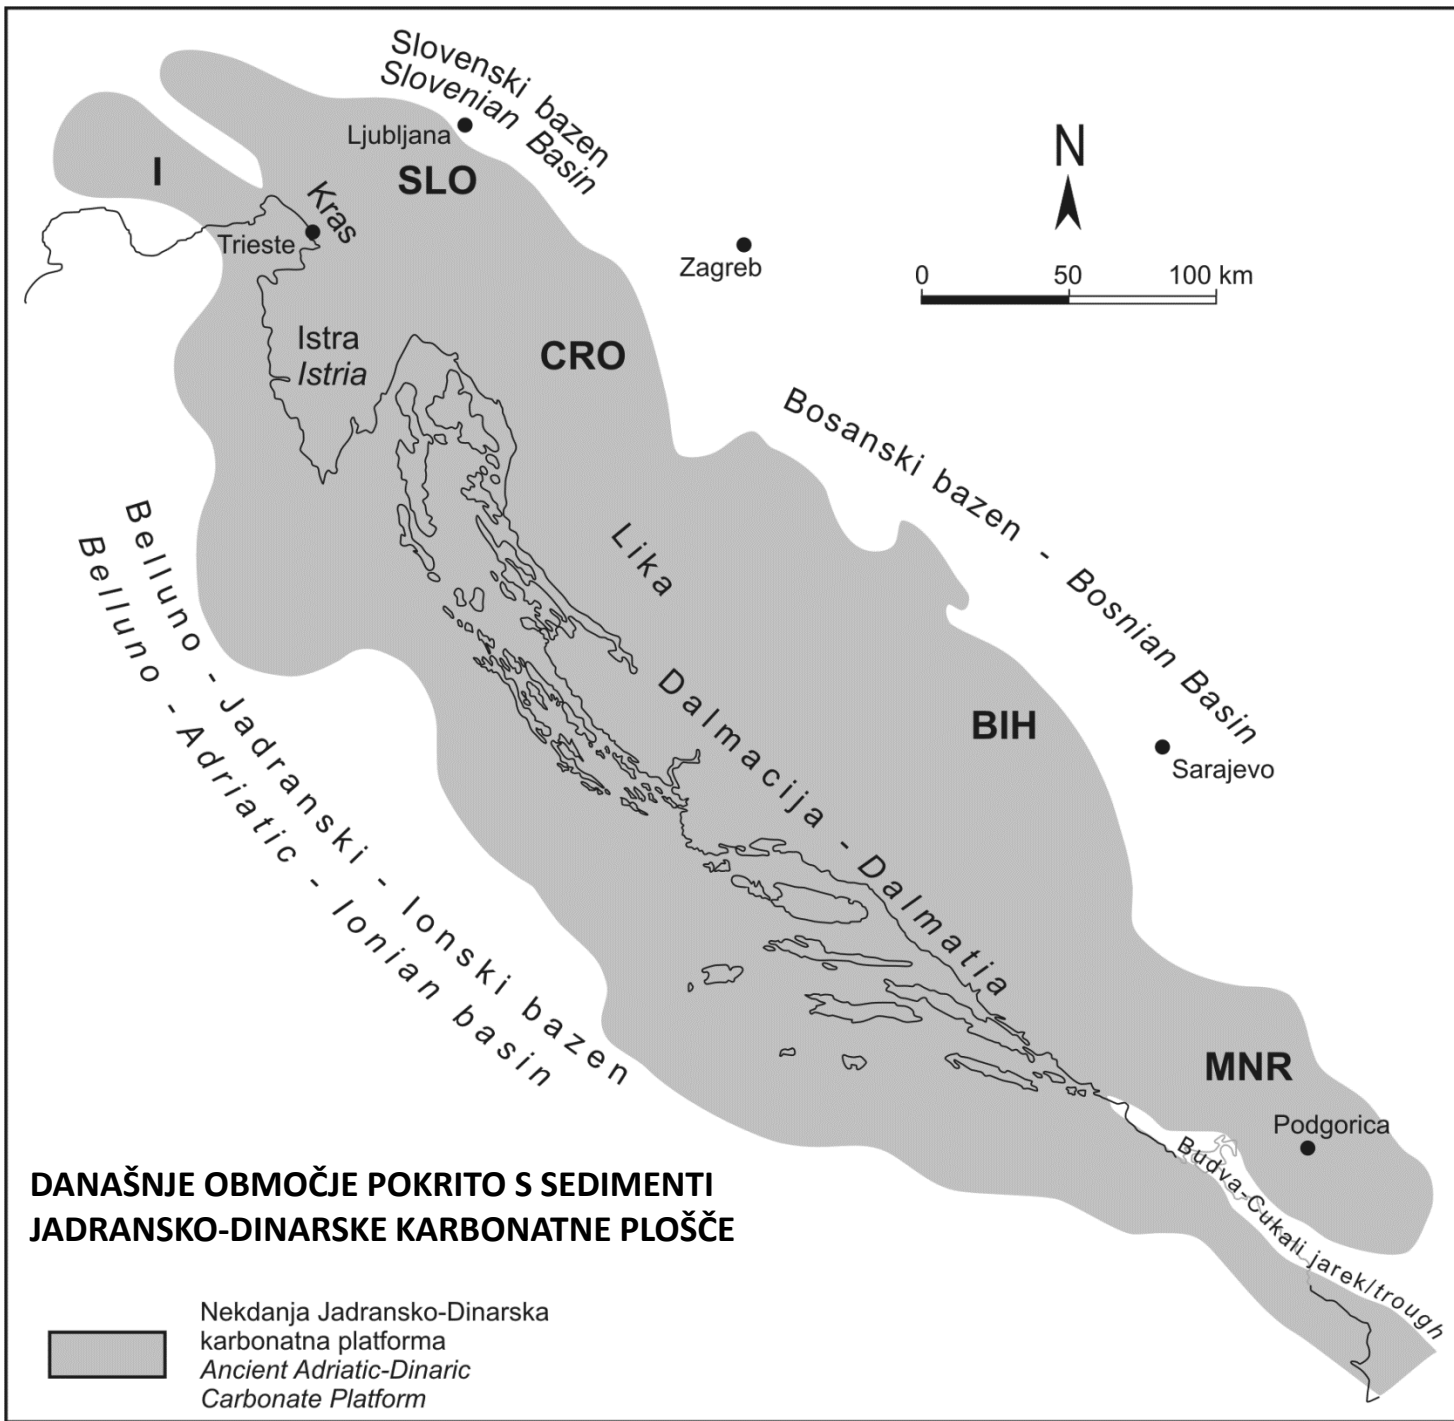 Slovenski bazen
Slovenian Basin
Ljubljana
SLO
I
Kras
Trieste
N
Zagreb
0 50 100 km
Istra
Istria
CRO
Bosanski bazen - Bosnian Basin
Lika
Belluno - Jadranski - Ionski bazen
Belluno - Adriatic - Ionian basin
Dalmacija - Dalmatia
BIH
Sarajevo
MNR
Podgorica
Budva-Cukali jarek/trough
DANAŠNJE OBMOČJE POKRITO S SEDIMENTI
JADRANSKO-DINARSKE KARBONATNE PLOŠČE
Nekdanja Jadransko-Dinarska
karbonatna platforma
Ancient Adriatic-Dinaric
Carbonate Platform